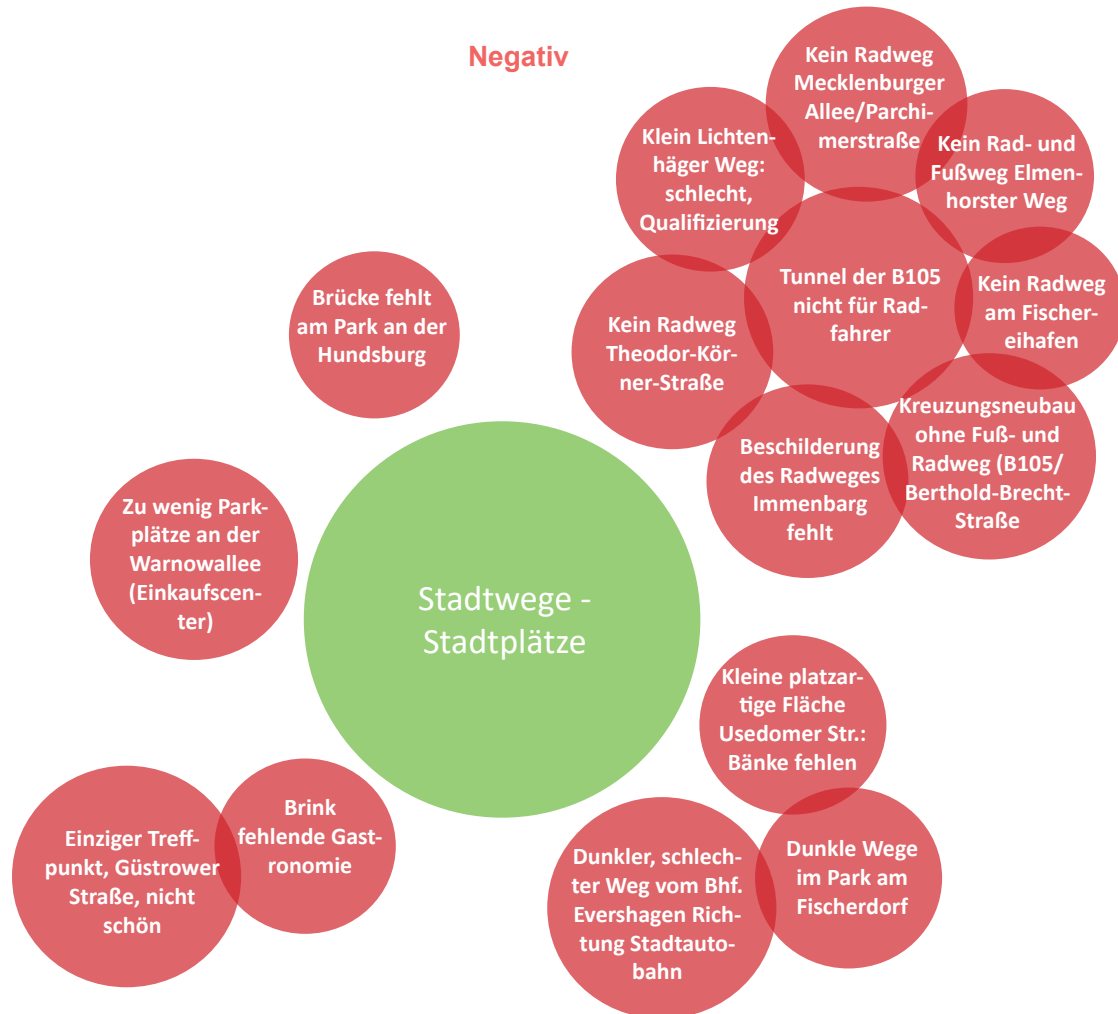 Negativ
Kein Radweg
Mecklenburger
Allee/Parchi-
merstraße
Klein Lichten-
häger Weg:
schlecht,
Qualifizierung
Kein Rad- und
Fußweg Elmen-
horster Weg
Tunnel der B105
nicht für Rad-
fahrer
Kein Radweg
am Fischer-
eihafen
Brücke fehlt
am Park an der
Hundsburg
Kein Radweg
Theodor-Kör-
ner-Straße
Kreuzungsneubau
ohne Fuß- und
Radweg (B105/
Berthold-Brecht-
Straße
Beschilderung
des Radweges
Immenbarg
fehlt
Zu wenig Park-
plätze an der
Warnowallee
(Einkaufscen-
ter)
Stadtwege -
Stadtplätze
Kleine platzar-
tige Fläche
Usedomer Str.:
Bänke fehlen
Brink
fehlende Gast-
ronomie
Einziger Treff-
punkt, Güstrower
Straße, nicht
schön
Dunkler, schlech-
ter Weg vom Bhf.
Evershagen Rich-
tung Stadtauto-
bahn
Dunkle Wege
im Park am
Fischerdorf